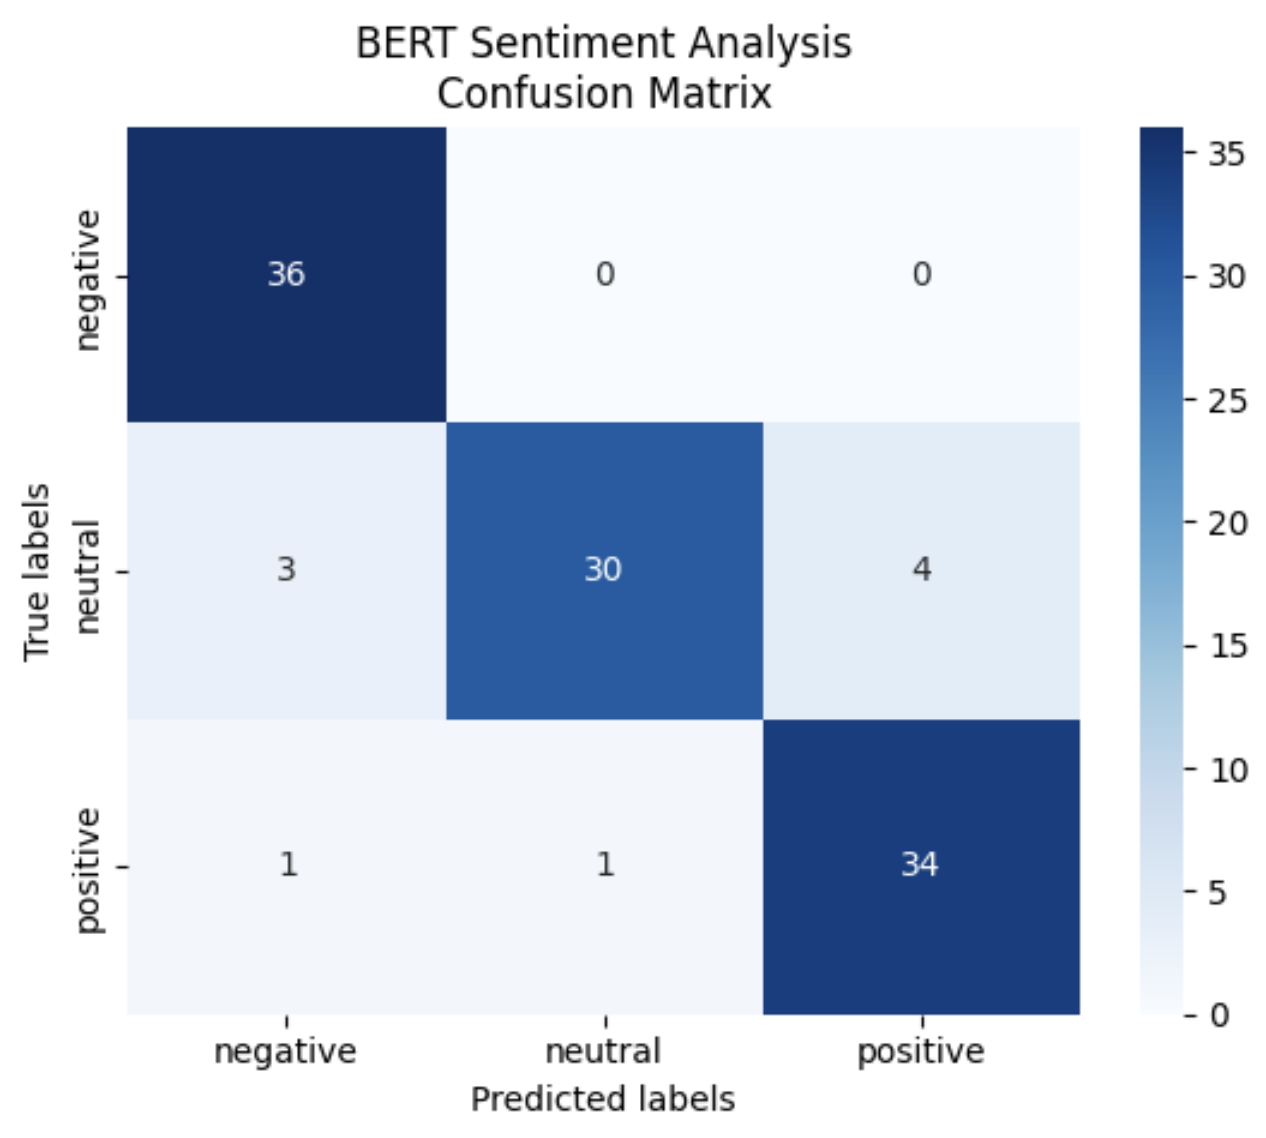 BERT Sentiment Analysis
Confusion Matrix
True labels
negative
36 0 0
neutral
3 30 4
positive
1 1 34
negative neutral positive
Predicted labels
35
30
25
20
15
10
5
0